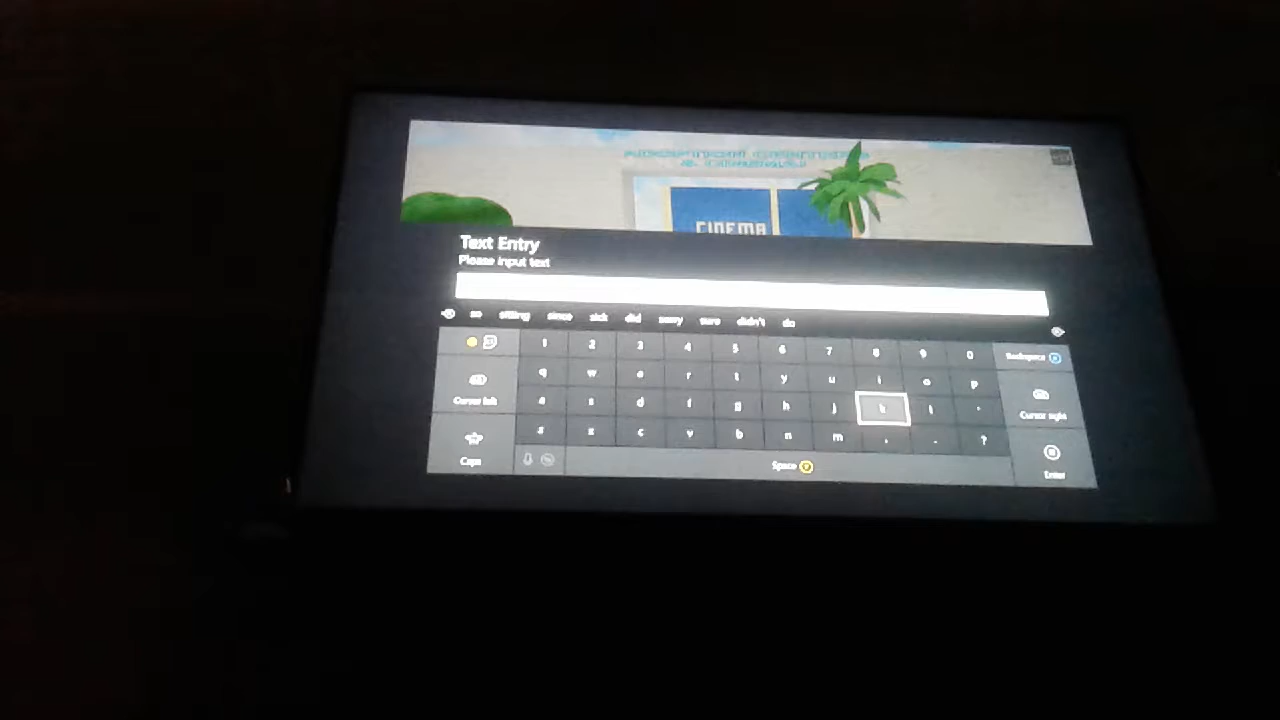 CINEMA
Text Entry
Please input text
so sitting since sick did sorry sure didn't do
1 2 3 4 5 6 7 8 9 0 Backspace
q w e r t y u i o p
Cursor left a s d f g h j k l ' Cursor right
z x c v b n m , . ?
Caps Space Enter